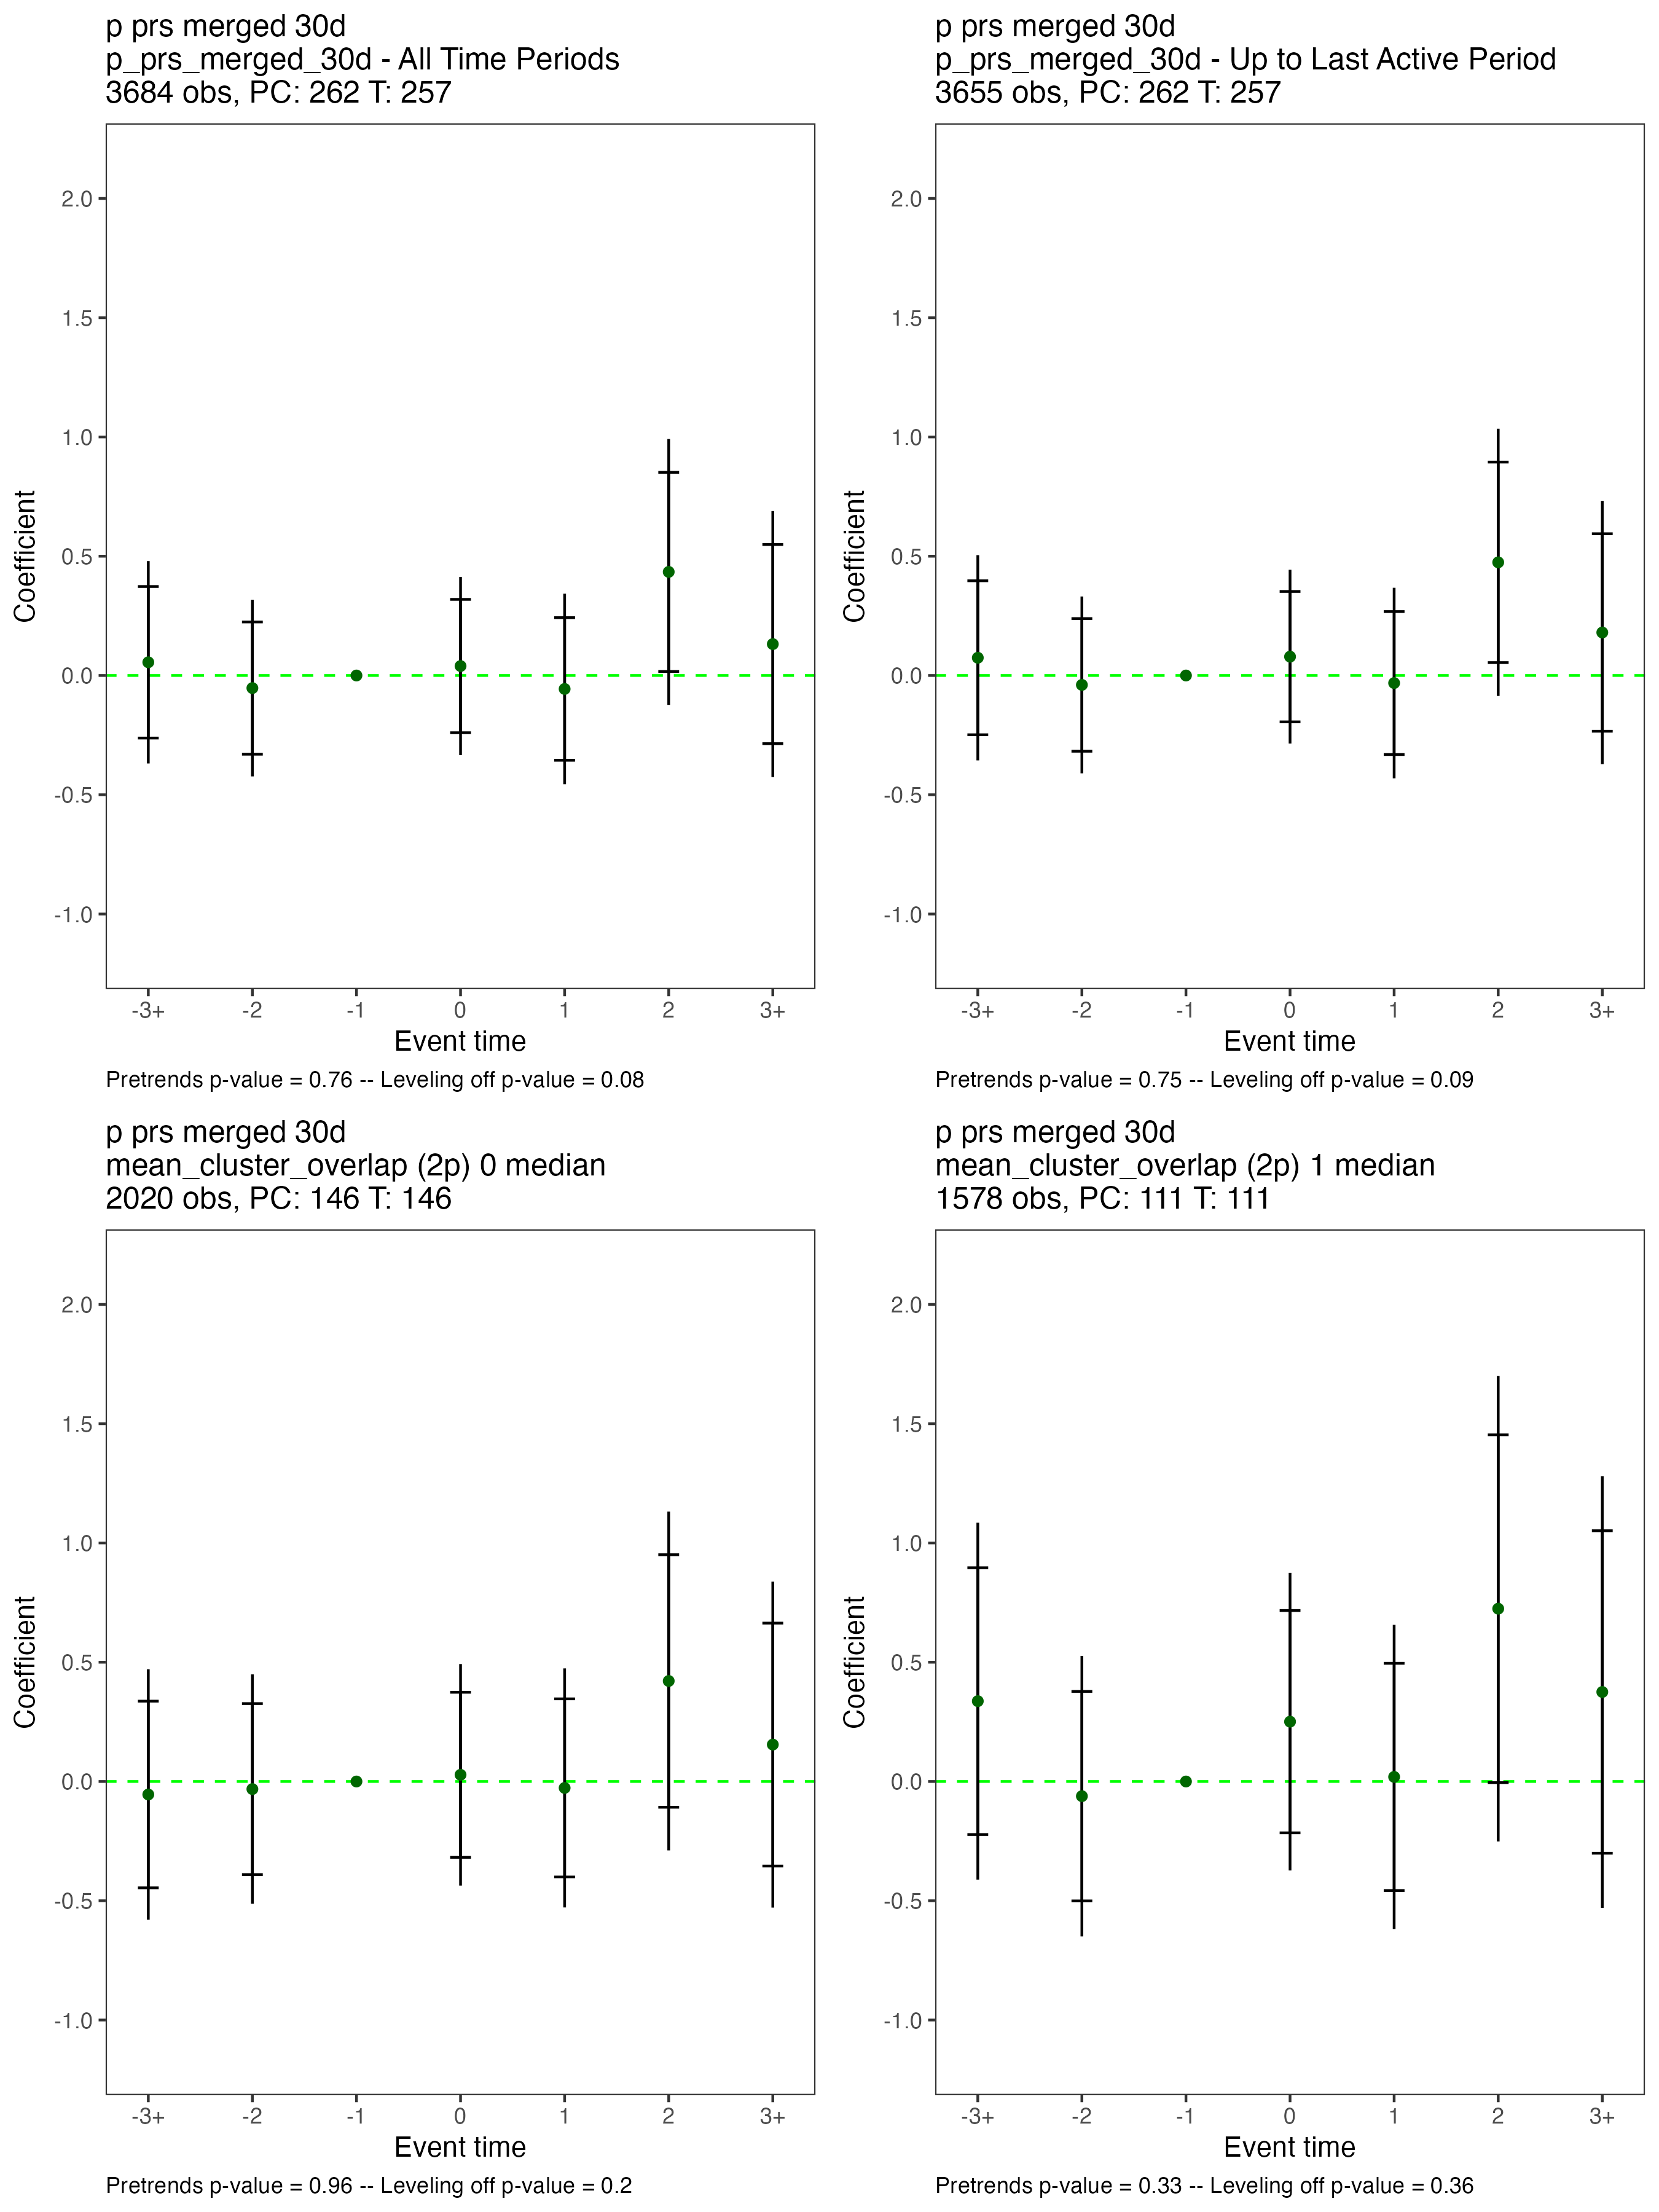 p prs merged 30d
p_prs_merged_30d - All Time Periods
3684 obs, PC: 262 T: 257
2.0
1.5
1.0
0.5
0.0
-0.5
-1.0
Coefficient
-3+ -2 -1 0 1 2 3+
Event time
Pretrends p-value = 0.76 -- Leveling off p-value = 0.08
p prs merged 30d
p_prs_merged_30d - Up to Last Active Period
3655 obs, PC: 262 T: 257
2.0
1.5
1.0
0.5
0.0
-0.5
-1.0
Coefficient
-3+ -2 -1 0 1 2 3+
Event time
Pretrends p-value = 0.75 -- Leveling off p-value = 0.09
p prs merged 30d
mean_cluster_overlap (2p) 0 median
2020 obs, PC: 146 T: 146
2.0
1.5
1.0
0.5
0.0
-0.5
-1.0
Coefficient
-3+ -2 -1 0 1 2 3+
Event time
Pretrends p-value = 0.96 -- Leveling off p-value = 0.2
p prs merged 30d
mean_cluster_overlap (2p) 1 median
1578 obs, PC: 111 T: 111
2.0
1.5
1.0
0.5
0.0
-0.5
-1.0
Coefficient
-3+ -2 -1 0 1 2 3+
Event time
Pretrends p-value = 0.33 -- Leveling off p-value = 0.36